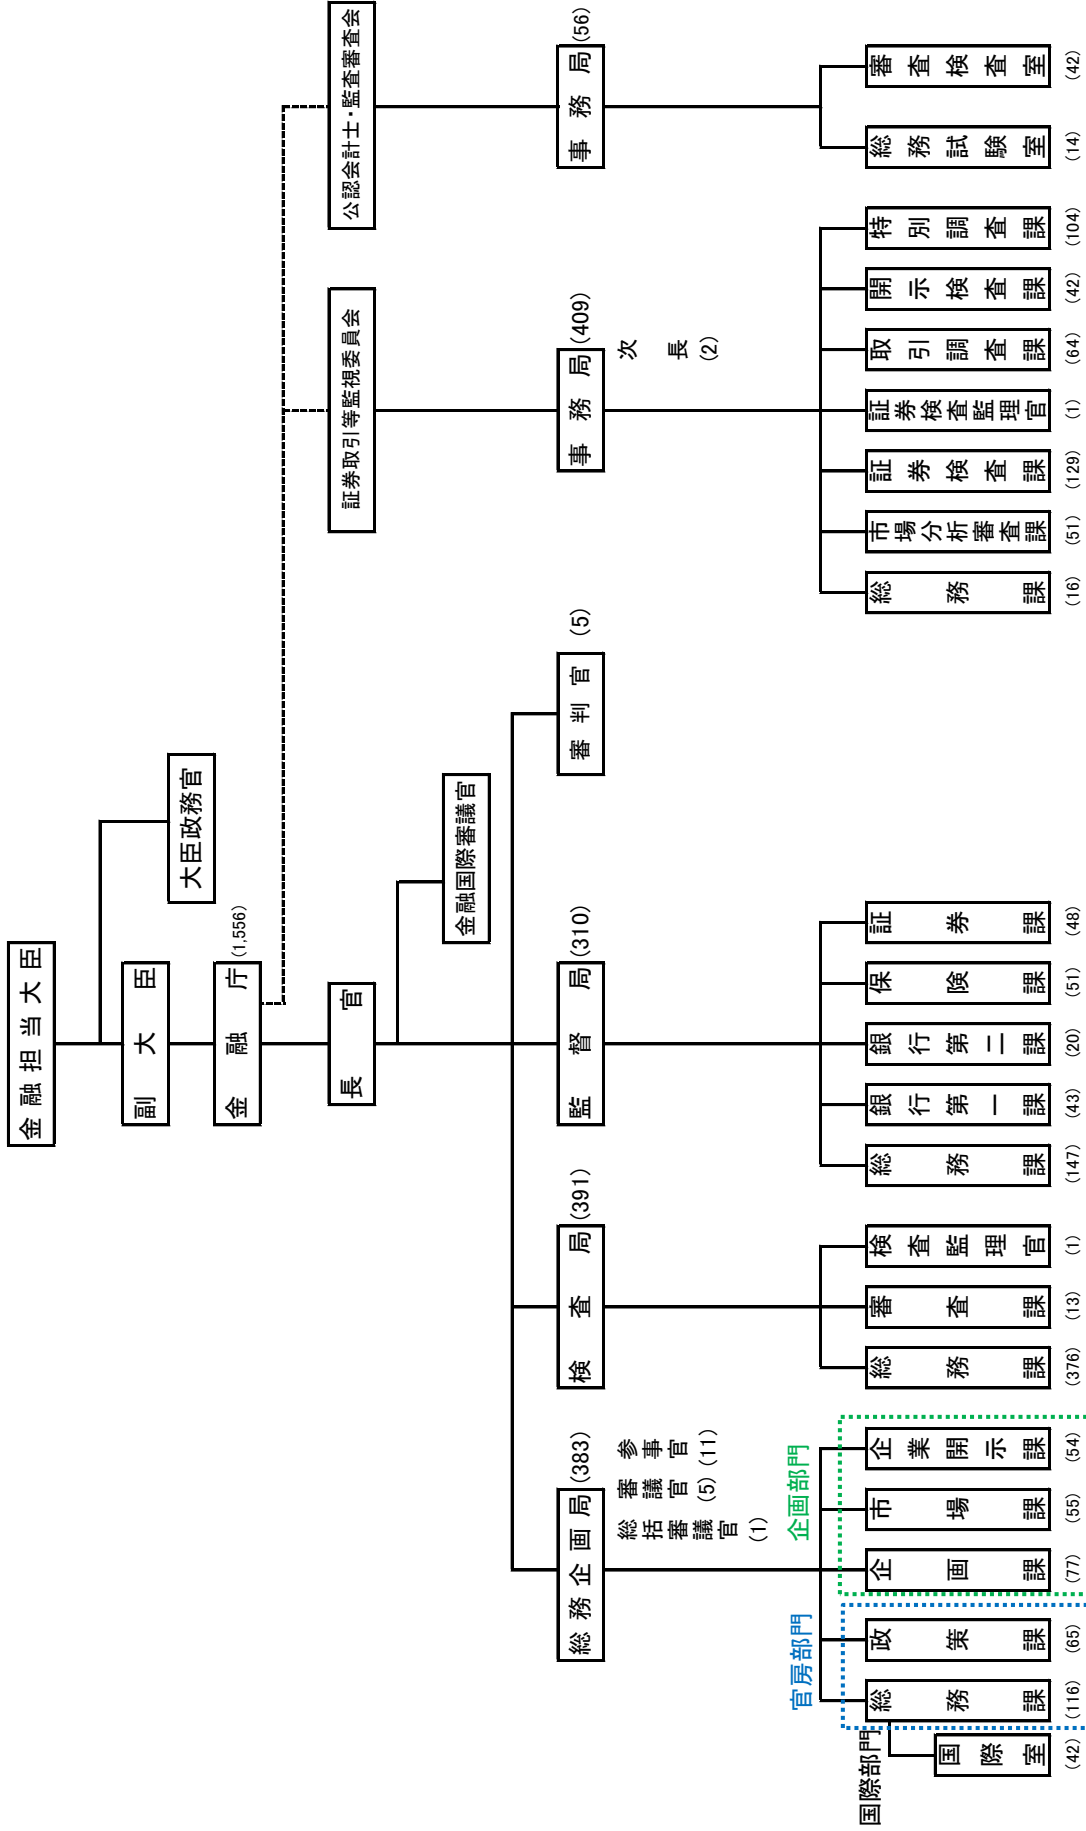 金融担当大臣
副大臣
大臣政務官
金融庁 (1,556)
長官
金融国際審議官
証券取引等監視委員会
公認会計士・監査審査会
総務企画局 (383)
総括審議官 (1)
審議官 (5)
参事官 (11)
検査局 (391)
監督局 (310)
審判官 (5)
事務局 (409)
次長 (2)
事務局 (56)
国際部門
官房部門
企画部門
国際室 (42)
総務課 (116)
政策課 (65)
企画課 (77)
市場課 (55)
企業開示課 (54)
総務課 (376)
審査課 (13)
検査監理官 (1)
総務課 (147)
銀行第一課 (43)
銀行第二課 (20)
保険課 (51)
証券課 (48)
総務課 (16)
市場分析審査課 (51)
証券検査課 (129)
証券検査監理官 (1)
取引調査課 (64)
開示検査課 (42)
特別調査課 (104)
総務試験室 (14)
審査検査室 (42)